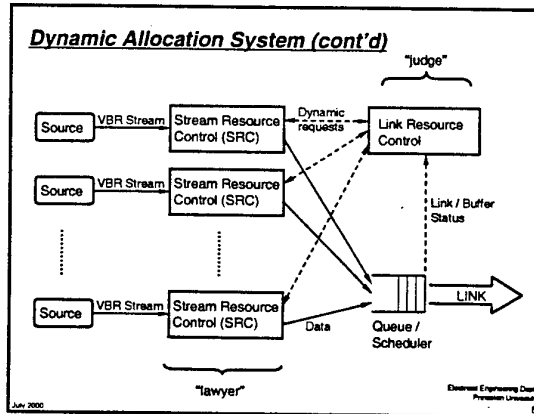 Dynamic Allocation System (cont'd)
"judge"
Source
VBR Stream
Stream Resource
Control (SRC)
Dynamic
requests
Link Resource
Control
Source
VBR Stream
Stream Resource
Control (SRC)
Link / Buffer
Status
Source
VBR Stream
Stream Resource
Control (SRC)
Data
Queue /
Scheduler
LINK
"lawyer"
July 2000
Electrical Engineering
Princeton